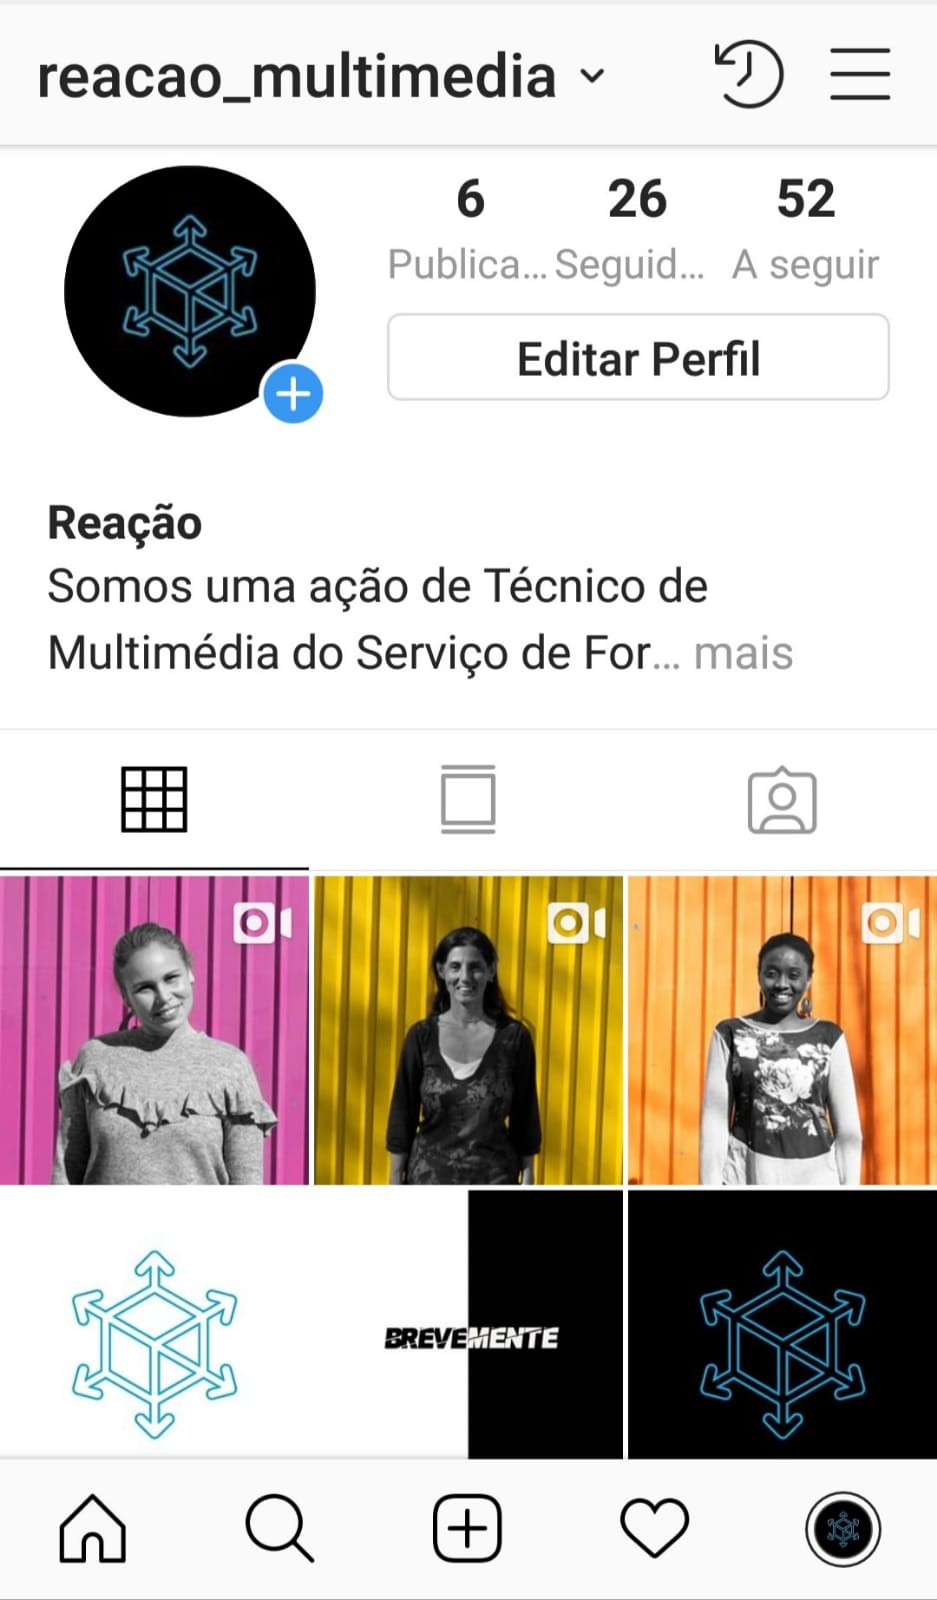 reacao_multimedia
6 26 52
Publica... Seguid... A seguir
Editar Perfil
Reação
Somos uma ação de Técnico de
Multimédia do Serviço de For... mais
BREVEMENTE